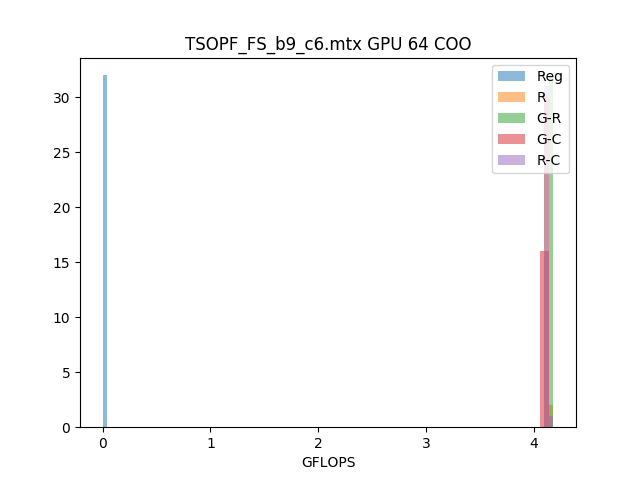 TSOPF_FS_b9_c6.mtx GPU 64 COO
Reg
R
G-R
G-C
R-C
30
25
20
15
10
5
0
0 1 2 3 4
GFLOPS